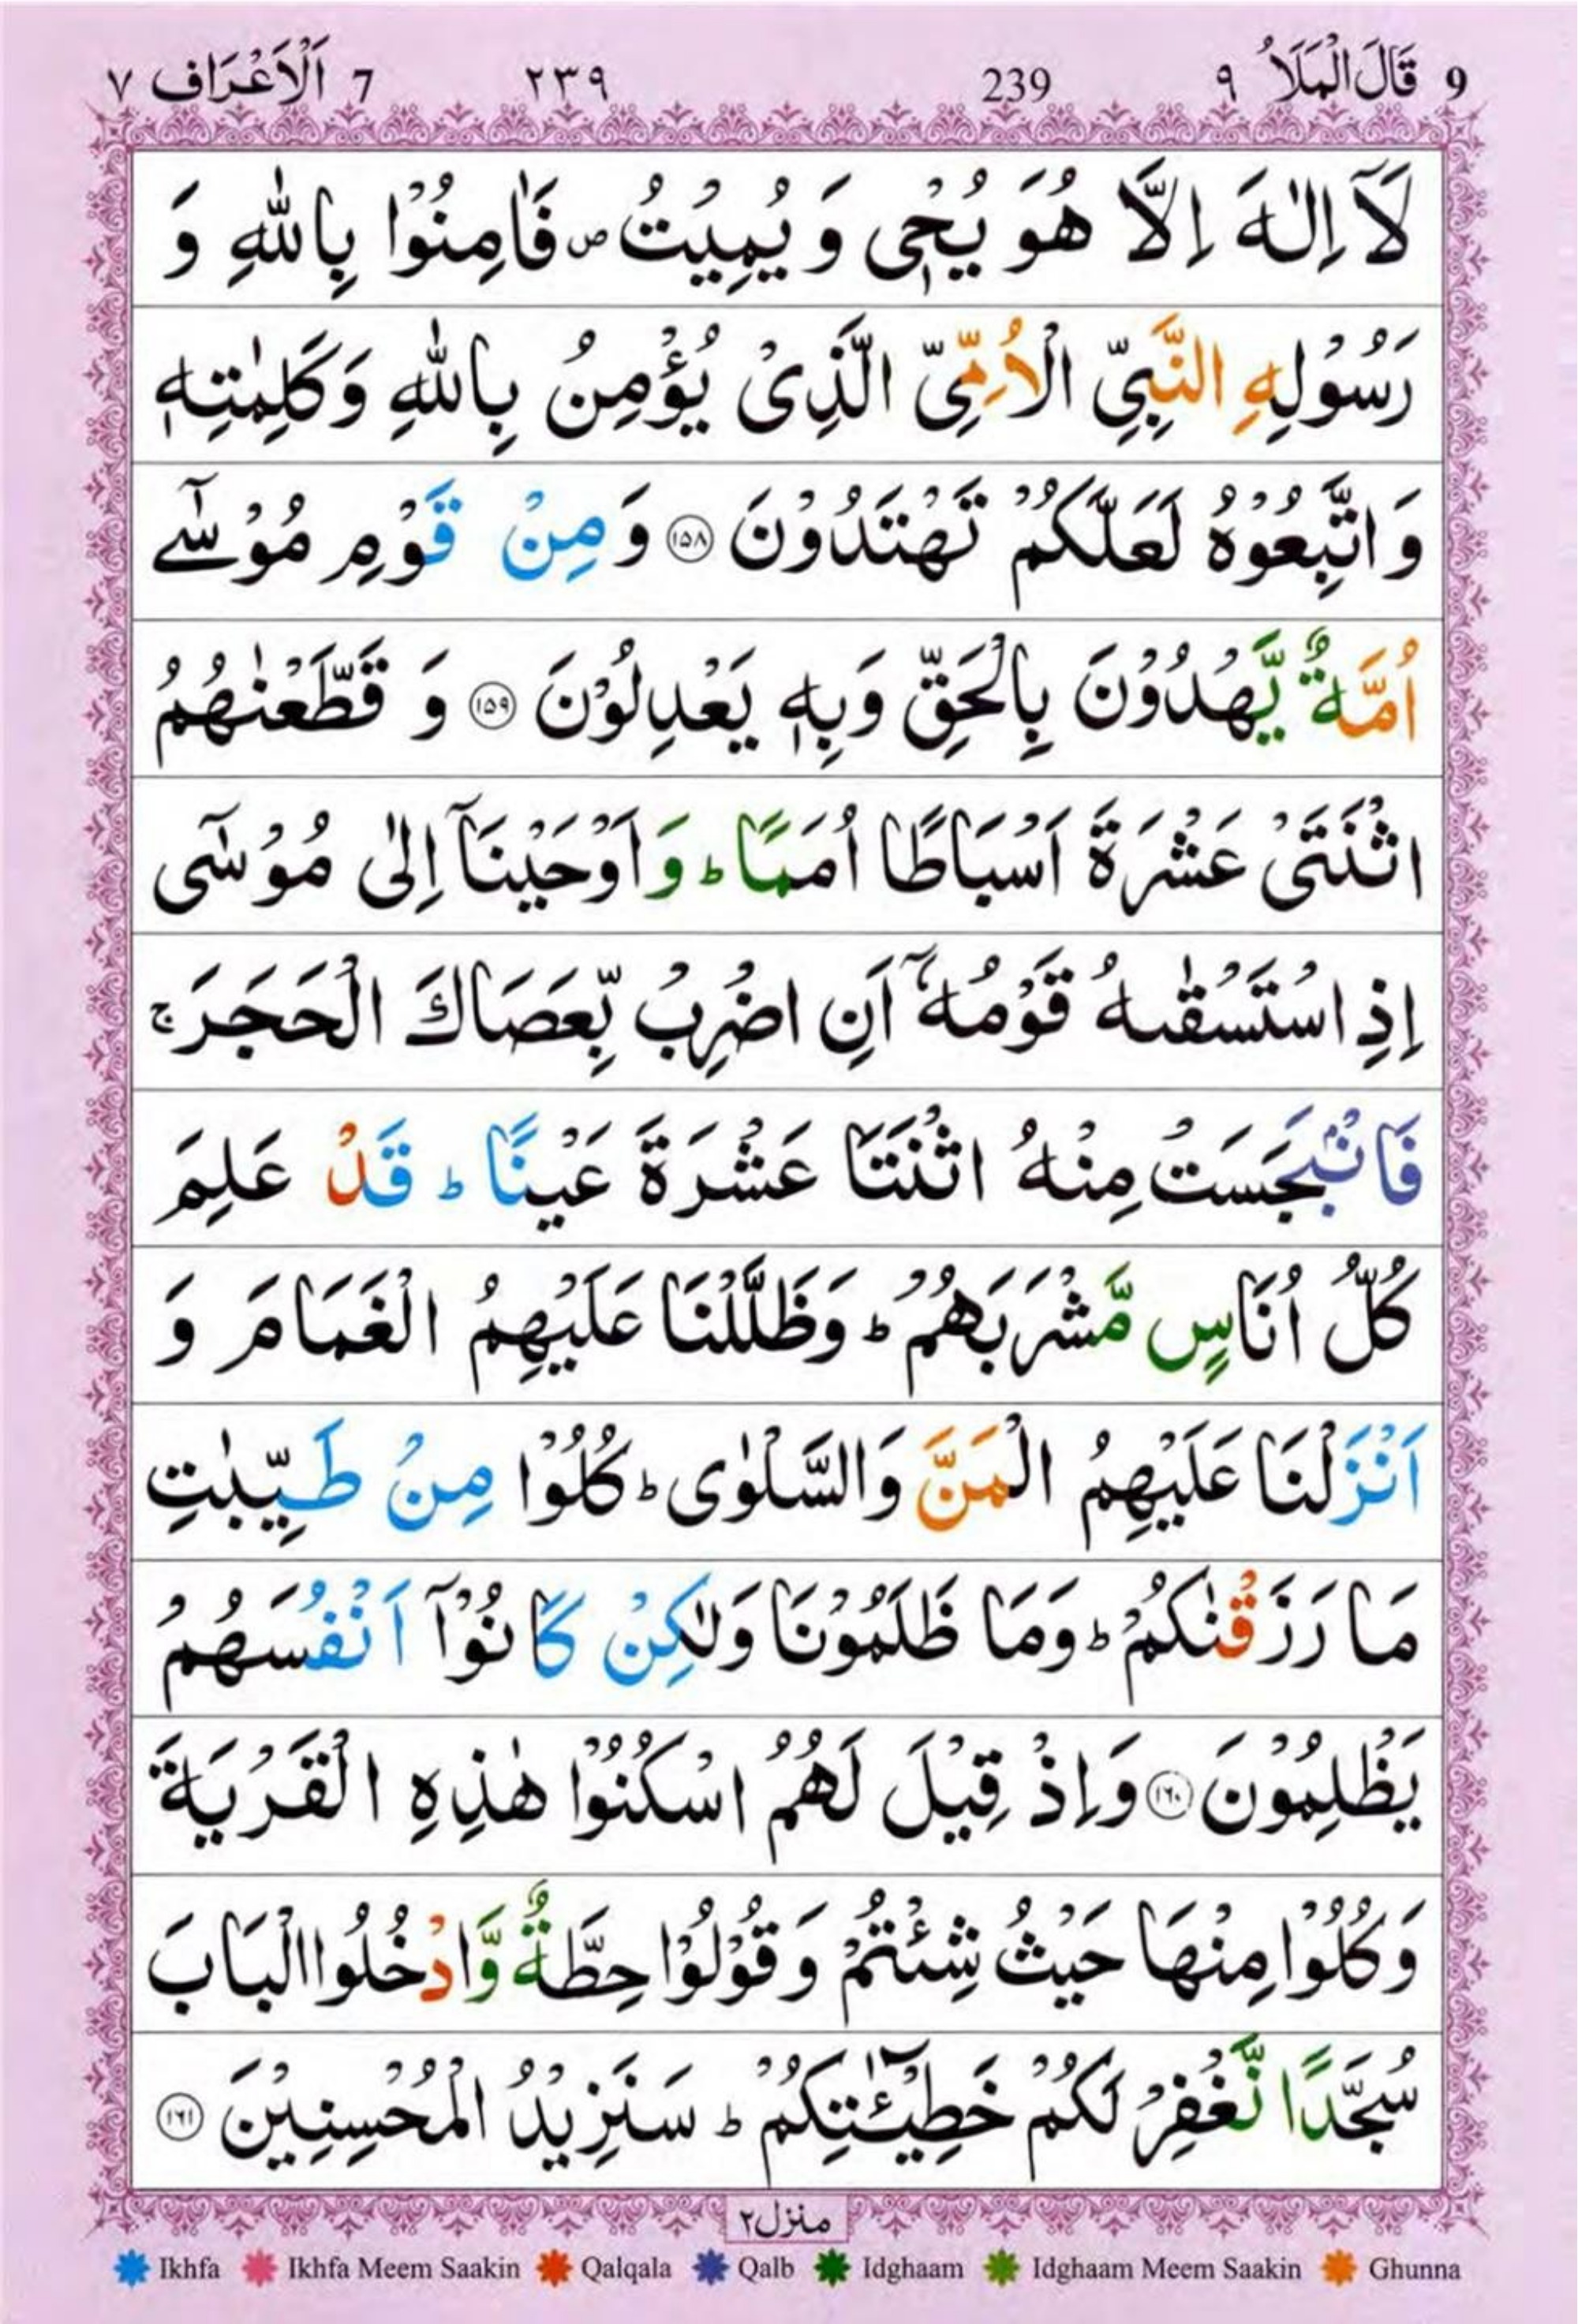 9 قَالَ الْمَلَاُ ٩ 239 ٢٣٩ 7 اَلْاَعْرَاف ٧
لَاۤ اِلٰهَ اِلَّا هُوَ يُحْيٖ وَ يُمِيْتُ ص فَاٰمِنُوْا بِاللّٰهِ وَ
رَسُوْلِهِ النَّبِيِّ الْاُمِّيِّ الَّذِيْ يُؤْمِنُ بِاللّٰهِ وَكَلِمٰتِهٖ
وَ اتَّبِعُوْهُ لَعَلَّكُمْ تَهْتَدُوْنَ ۝١٥٨ وَ مِنْ قَوْمِ مُوْسٰۤے
اُمَّةٌ يَّهْدُوْنَ بِالْحَقِّ وَبِهٖ يَعْدِلُوْنَ ۝١٥٩ وَ قَطَّعْنٰهُمُ
اثْنَتَيْ عَشْرَةَ اَسْبَاطًا اُمَمًا ؕ وَ اَوْحَيْنَاۤ اِلٰى مُوْسٰۤى
اِذِ اسْتَسْقٰىهُ قَوْمُهٗۤ اَنِ اضْرِبْ بِّعَصَاكَ الْحَجَرَ ۚ
فَانْۢبَجَسَتْ مِنْهُ اثْنَتَا عَشْرَةَ عَيْنًا ؕ قَدْ عَلِمَ
كُلُّ اُنَاسٍ مَّشْرَبَهُمْ ؕ وَظَلَّلْنَا عَلَيْهِمُ الْغَمَامَ وَ
اَنْزَلْنَا عَلَيْهِمُ الْمَنَّ وَالسَّلْوٰى ؕ كُلُوْا مِنْ طَيِّبٰتِ
مَا رَزَقْنٰكُمْ ؕ وَمَا ظَلَمُوْنَا وَلٰكِنْ كَانُوْۤا اَنْفُسَهُمْ
يَظْلِمُوْنَ ۝١٦٠ وَاِذْ قِيْلَ لَهُمُ اسْكُنُوْا هٰذِهِ الْقَرْيَةَ
وَكُلُوْا مِنْهَا حَيْثُ شِئْتُمْ وَقُوْلُوْا حِطَّةٌ وَّادْخُلُوا الْبَابَ
سُجَّدًا نَّغْفِرْ لَكُمْ خَطِيْٓـٰٔتِكُمْ ؕ سَنَزِيْدُ الْمُحْسِنِيْنَ ۝١٦١
منزل٢
Ikhfa Ikhfa Meem Saakin Qalqala Qalb Idghaam Idghaam Meem Saakin Ghunna